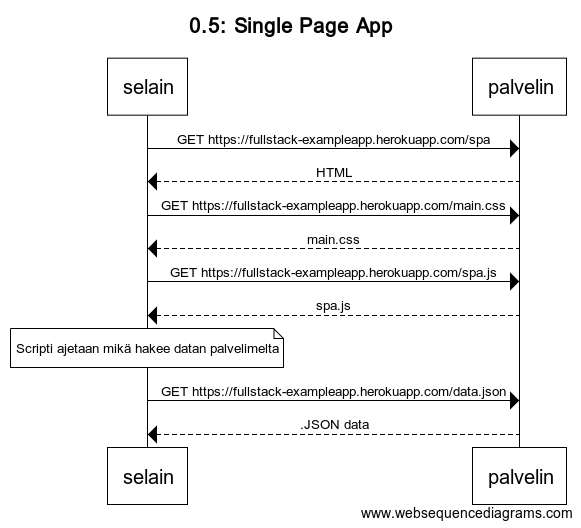 0.5: Single Page App
selain
palvelin
GET https://fullstack-exampleapp.herokuapp.com/spa
HTML
GET https://fullstack-exampleapp.herokuapp.com/main.css
main.css
GET https://fullstack-exampleapp.herokuapp.com/spa.js
spa.js
Scripti ajetaan mikä hakee datan palvelimelta
GET https://fullstack-exampleapp.herokuapp.com/data.json
.JSON data
selain
palvelin
www.websequencediagrams.com